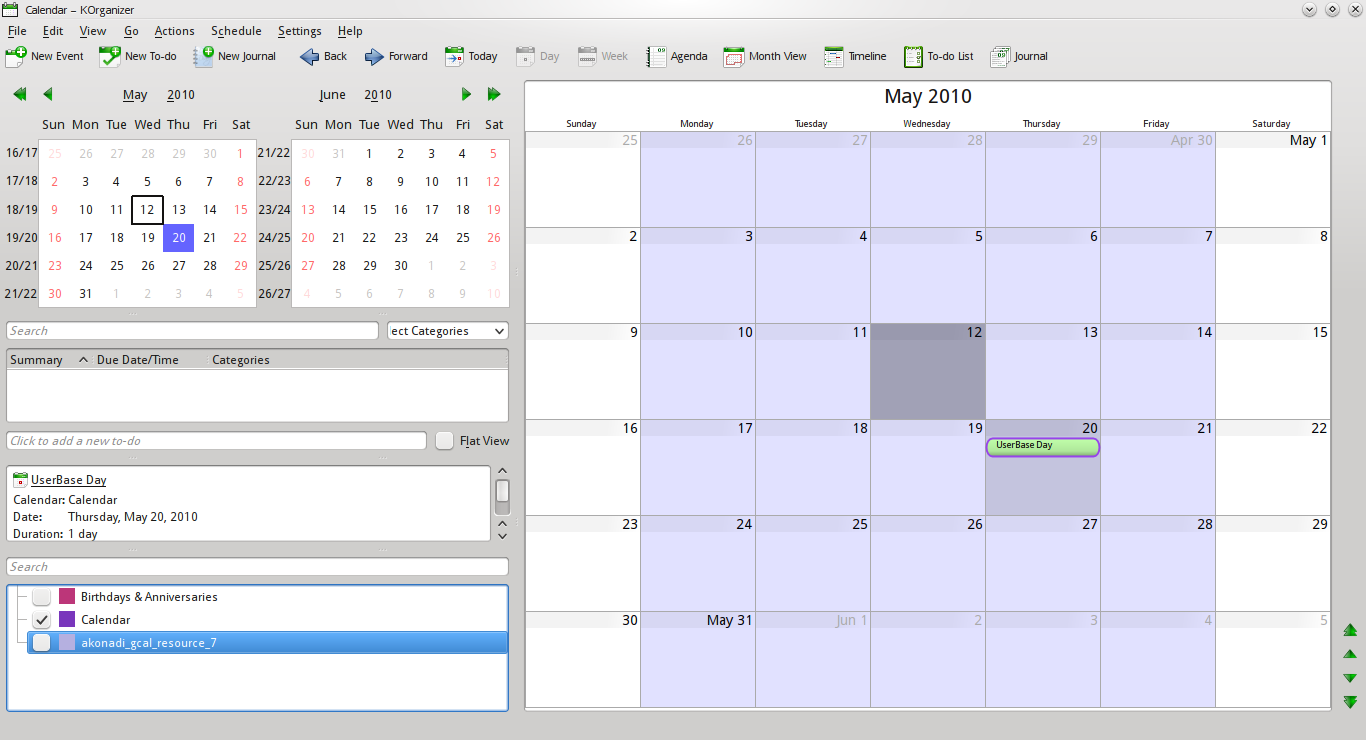 Calendar – KOrganizer
File Edit View Go Actions Schedule Settings Help
New Event New To-do New Journal Back Forward Today Day Week Agenda Month View Timeline To-do List Journal
May 2010
Sun Mon Tue Wed Thu Fri Sat
16/17 25 26 27 28 29 30 1
17/18 2 3 4 5 6 7 8
18/19 9 10 11 12 13 14 15
19/20 16 17 18 19 20 21 22
20/21 23 24 25 26 27 28 29
21/22 30 31 1 2 3 4 5
June 2010
Sun Mon Tue Wed Thu Fri Sat
21/22 30 31 1 2 3 4 5
22/23 6 7 8 9 10 11 12
23/24 13 14 15 16 17 18 19
24/25 20 21 22 23 24 25 26
25/26 27 28 29 30 1 2 3
26/27 4 5 6 7 8 9 10
Search
ect Categories
Summary Due Date/Time Categories
Click to add a new to-do
Flat View
UserBase Day
Calendar: Calendar
Date: Thursday, May 20, 2010
Duration: 1 day
Search
Birthdays & Anniversaries
Calendar
akonadi_gcal_resource_7
May 2010
Sunday Monday Tuesday Wednesday Thursday Friday Saturday
25 26 27 28 29 Apr 30 May 1
2 3 4 5 6 7 8
9 10 11 12 13 14 15
16 17 18 19 20 21 22
UserBase Day
23 24 25 26 27 28 29
30 May 31 Jun 1 2 3 4 5